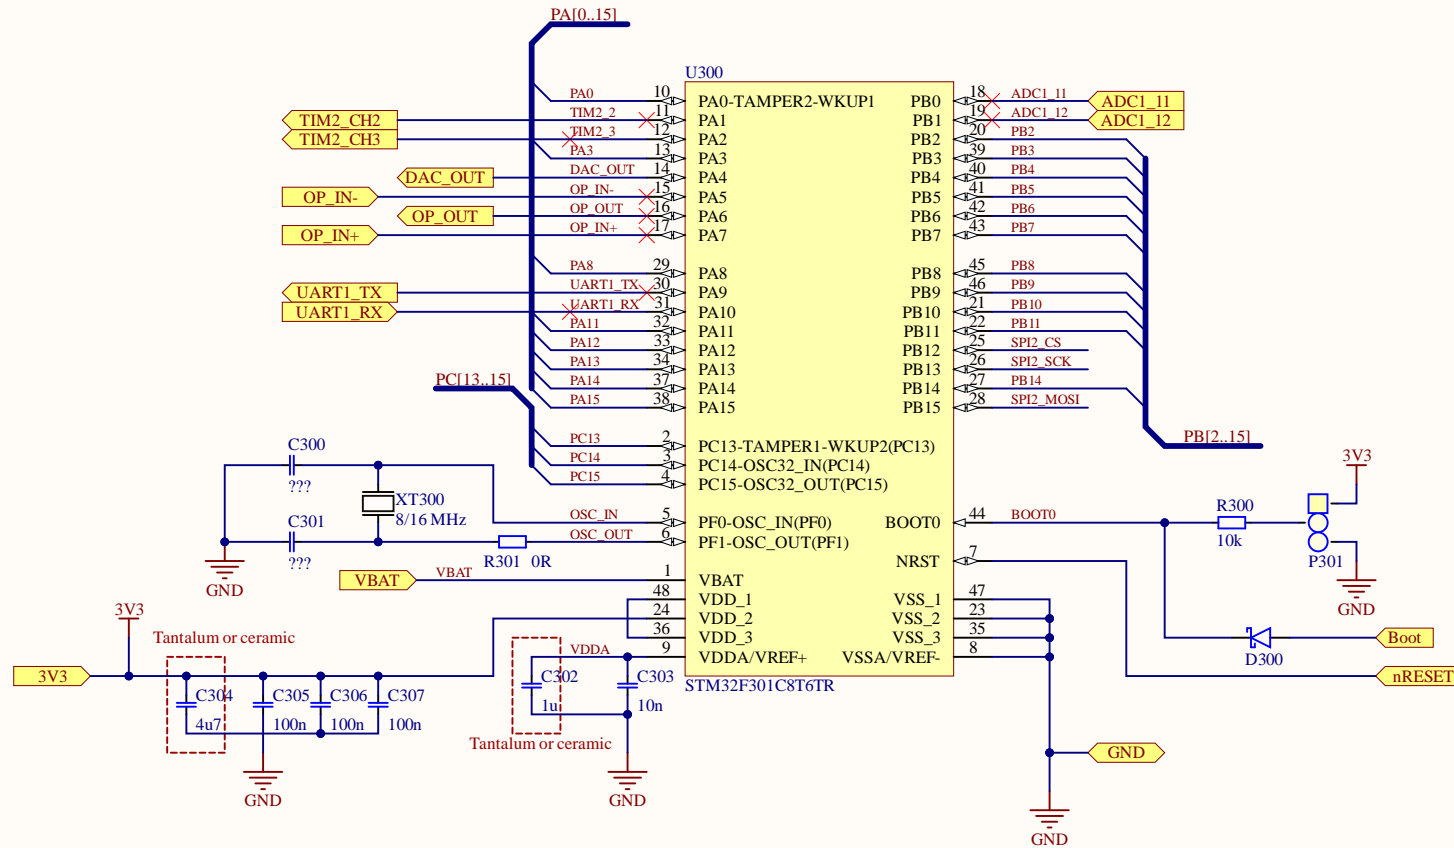 PA[0..15]
U300
PA0 10 PA0-TAMPER2-WKUP1 PB0 18 ADC1_11 ADC1_11
TIM2_CH2 TIM2_2 11 PA1 PB1 19 ADC1_12 ADC1_12
TIM2_CH3 TIM2_3 12 PA2 PB2 20 PB2
PA3 13 PA3 PB3 39 PB3
DAC_OUT DAC_OUT 14 PA4 PB4 40 PB4
OP_IN- OP_IN- 15 PA5 PB5 41 PB5
OP_OUT OP_OUT 16 PA6 PB6 42 PB6
OP_IN+ OP_IN+ 17 PA7 PB7 43 PB7
PA8 29 PA8 PB8 45 PB8
UART1_TX UART1_TX 30 PA9 PB9 46 PB9
UART1_RX UART1_RX 31 PA10 PB10 21 PB10
PA11 32 PA11 PB11 22 PB11
PA12 33 PA12 PB12 25 SPI2_CS
PA13 34 PA13 PB13 26 SPI2_SCK
PC[13..15] PA14 37 PA14 PB14 27 PB14
PA15 38 PA15 PB15 28 SPI2_MOSI
PB[2..15]
PC13 2 PC13-TAMPER1-WKUP2(PC13)
PC14 3 PC14-OSC32_IN(PC14)
PC15 4 PC15-OSC32_OUT(PC15)
C300
???
XT300
8/16 MHz
C301
???
GND
OSC_IN 5 PF0-OSC_IN(PF0) BOOT0 44 BOOT0
OSC_OUT 6 PF1-OSC_OUT(PF1)
R301 0R
NRST 7
R300
10k
3V3
P301
GND
VBAT VBAT 1 VBAT
48 VDD_1 VSS_1 47
24 VDD_2 VSS_2 23
36 VDD_3 VSS_3 35
VDDA 9 VDDA/VREF+ VSSA/VREF- 8
STM32F301C8T6TR
D300
Boot
nRESET
3V3
Tantalum or ceramic
3V3
C304
4u7
C305
100n
C306
100n
C307
100n
GND
C302
1u
C303
10n
Tantalum or ceramic
GND
GND
GND